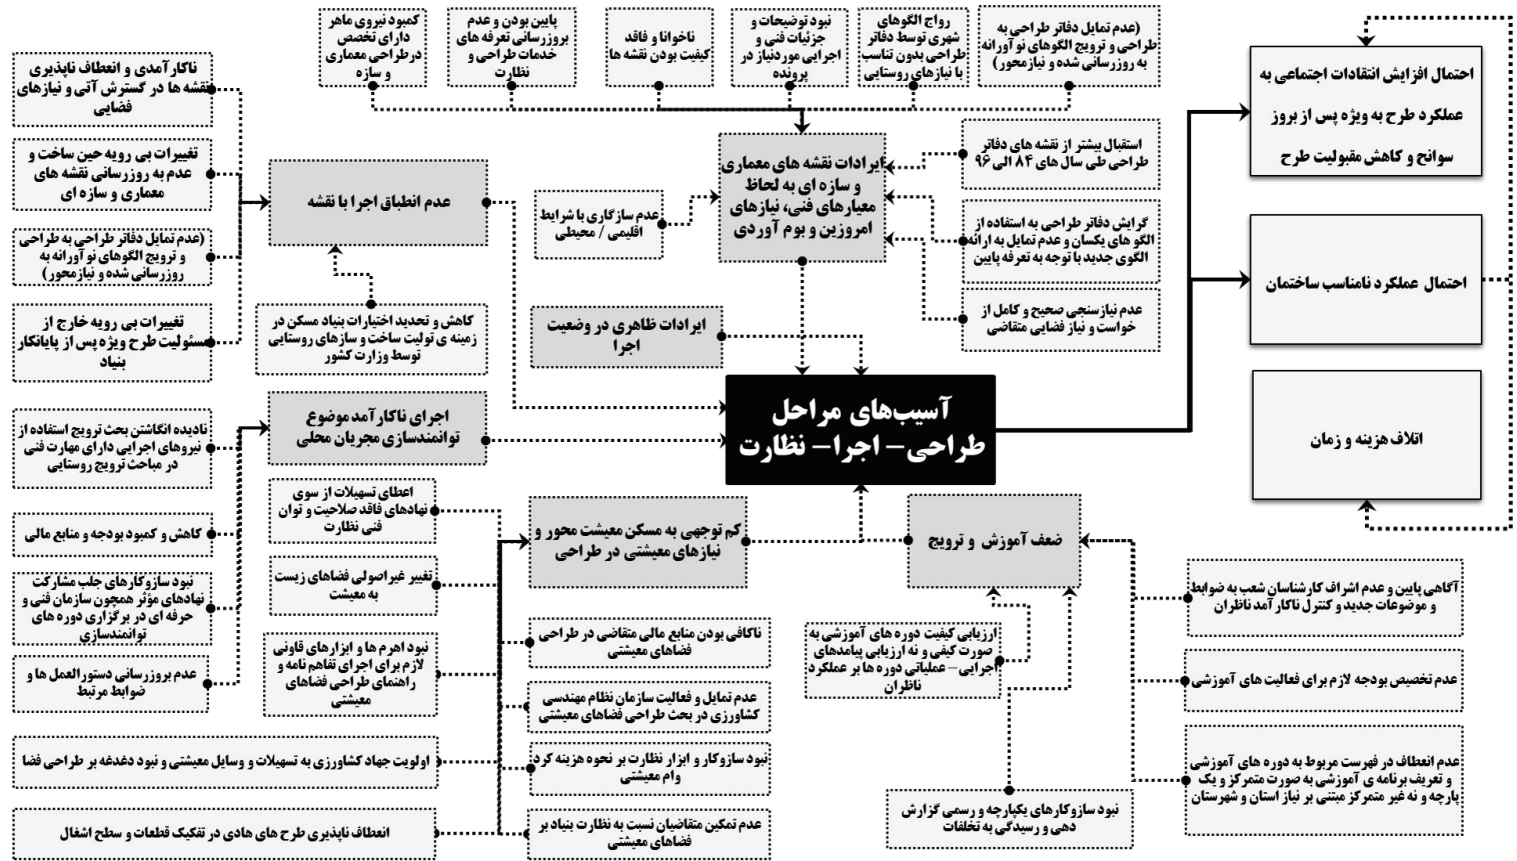 (عدم تمایل دفاتر طراحی به
طراحی و ترویج الگوهای نوآورانه
به روزرسانی شده و نیازمحور)
رواج الگوهای
شهری توسط دفاتر
طراحی بدون تناسب
با نیازهای روستایی
نبود توضیحات و
جزئیات فنی و
اجرایی موردنیاز در
پرونده
ناخوانا و فاقد
کیفیت بودن نقشه ها
پایین بودن و عدم
بروزرسانی تعرفه های
خدمات طراحی و
نظارت
کمبود نیروی ماهر
دارای تخصص
درطراحی معماری
و سازه
احتمال افزایش انتقادات اجتماعی به
عملکرد طرح به ویژه پس از بروز
سوانح و کاهش مقبولیت طرح
احتمال عملکرد نامناسب ساختمان
اتلاف هزینه و زمان
استقبال بیشتر از نقشه های دفاتر
طراحی طی سال های ۸۴ الی ۹۶
گرایش دفاتر طراحی به استفاده از
الگو های یکسان و عدم تمایل به ارائه
الگوی جدید با توجه به تعرفه پایین
عدم نیازسنجی صحیح و کامل از
خواست و نیاز فضایی متقاضی
ایرادات نقشه های معماری
و سازه ای به لحاظ
معیارهای فنی، نیازهای
امروزین و بوم آوردی
عدم سازگاری با شرایط
اقلیمی / محیطی
ایرادات ظاهری در وضعیت
اجرا
عدم انطباق اجرا با نقشه
ناکارآمدی و انعطاف ناپذیری
نقشه ها در گسترش آتی و نیازهای
فضایی
تغییرات بی رویه حین ساخت و
عدم به روزرسانی نقشه های
معماری و سازه ای
(عدم تمایل دفاتر طراحی به طراحی
و ترویج الگوهای نوآورانه به
روزرسانی شده و نیازمحور)
تغییرات بی رویه خارج از
مسئولیت طرح ویژه پس از پایانکار
بنیاد
کاهش و تحدید اختیارات بنیاد مسکن در
زمینه ی تولیت ساخت و سازهای روستایی
توسط وزارت کشور
آسیب‌های مراحل
طراحی– اجرا– نظارت
اجرای ناکارآمد موضوع
توانمندسازی مجریان محلی
نادیده انگاشتن بحث ترویج استفاده از
نیروهای اجرایی دارای مهارت فنی
در مباحث ترویج روستایی
کاهش و کمبود بودجه و منابع مالی
نبود سازوکارهای جلب مشارکت
نهادهای مؤثر همچون سازمان فنی و
حرفه ای در برگزاری دوره های
توانمندسازی
عدم بروزرسانی دستورالعمل ها و
ضوابط مرتبط
کم توجهی به مسکن معیشت محور و
نیازهای معیشتی در طراحی
اعطای تسهیلات از سوی
نهادهای فاقد صلاحیت و توان
فنی نظارت
تغییر غیراصولی فضاهای زیست
به معیشت
نبود اهرم ها و ابزارهای قانونی
لازم برای اجرای تفاهم نامه و
راهنمای طراحی فضاهای
معیشتی
اولویت جهاد کشاورزی به تسهیلات و وسایل معیشتی و نبود دغدغه بر طراحی فضا
انعطاف ناپذیری طرح های هادی در تفکیک قطعات و سطح اشغال
ناکافی بودن منابع مالی متقاضی در طراحی
فضاهای معیشتی
عدم تمایل و فعالیت سازمان نظام مهندسی
کشاورزی در بحث طراحی فضاهای معیشتی
نبود سازوکار و ابزار نظارت بر نحوه هزینه کرد
وام معیشتی
عدم تمکین متقاضیان نسبت به نظارت بنیاد بر
فضاهای معیشتی
ضعف آموزش و ترویج
آگاهی پایین و عدم اشراف کارشناسان شعب به ضوابط
و موضوعات جدید و کنترل ناکارآمد ناظران
عدم تخصیص بودجه لازم برای فعالیت های آموزشی
عدم انعطاف در فهرست مربوط به دوره های آموزشی
و تعریف برنامه ی آموزشی به صورت متمرکز و یک
پارچه و نه غیر متمرکز مبتنی بر نیاز استان و شهرستان
ارزیابی کیفیت دوره های آموزشی به
صورت کیفی و نه ارزیابی پیامدهای
اجرایی– عملیاتی دوره ها بر عملکرد
ناظران
نبود سازوکارهای یکپارچه و رسمی گزارش
دهی و رسیدگی به تخلفات